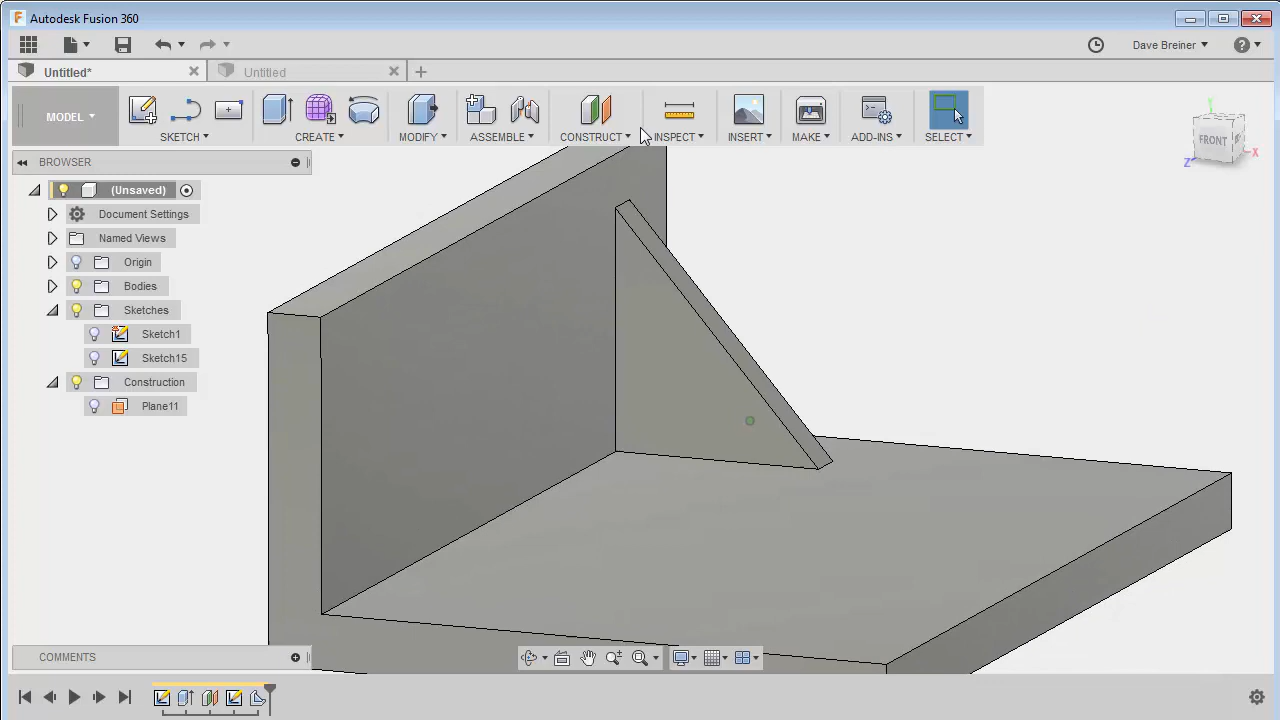 Autodesk Fusion 360
Dave Breiner
Untitled*
Untitled
MODEL
SKETCH
CREATE
MODIFY
ASSEMBLE
CONSTRUCT
INSPECT
INSERT
MAKE
ADD-INS
SELECT
BROWSER
(Unsaved)
Document Settings
Named Views
Origin
Bodies
Sketches
Sketch1
Sketch15
Construction
Plane11
Y
FRONT
X
Z
COMMENTS